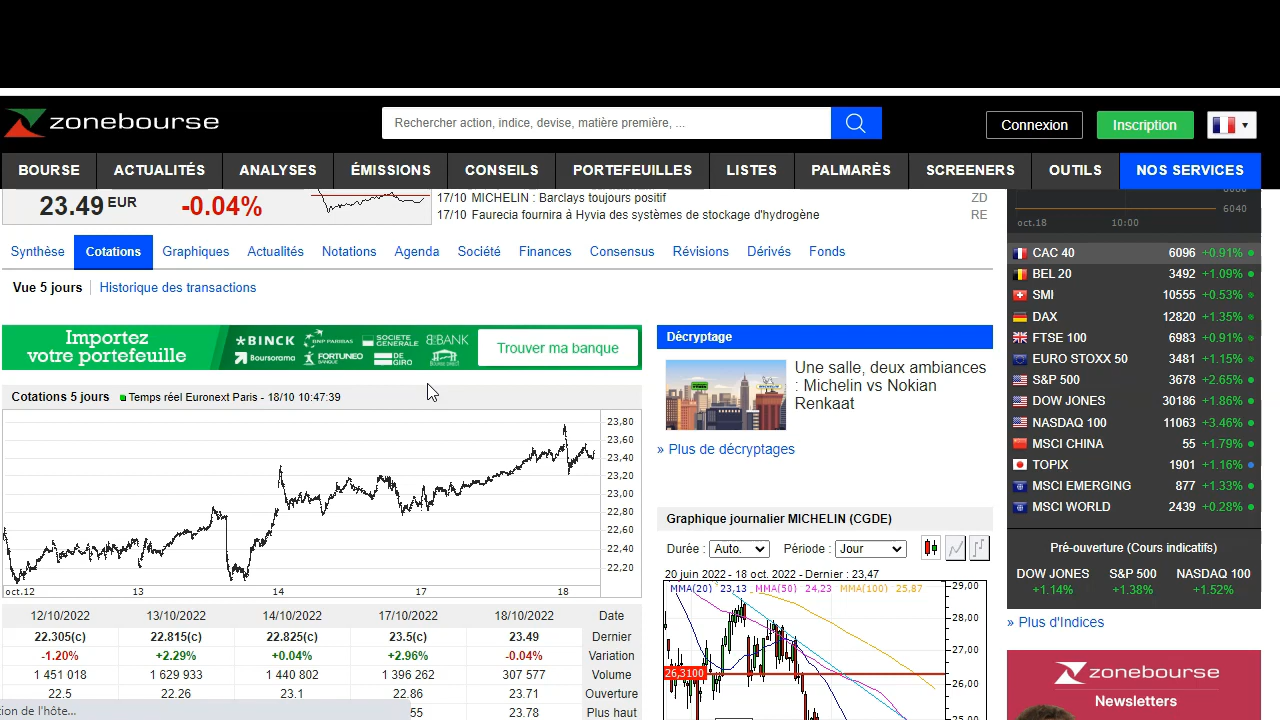 zonebourse
Rechercher action, indice, devise, matière première, ...
Connexion
Inscription
BOURSE ACTUALITÉS ANALYSES ÉMISSIONS CONSEILS PORTEFEUILLES LISTES PALMARÈS SCREENERS OUTILS NOS SERVICES
23.49 EUR -0.04%
17/10 MICHELIN : Barclays toujours positif ZD
17/10 Faurecia fournira à Hyvia des systèmes de stockage d'hydrogène RE
6040
oct.18 10:00
Synthèse Cotations Graphiques Actualités Notations Agenda Société Finances Consensus Révisions Dérivés Fonds
Vue 5 jours Historique des transactions
Importez
votre portefeuille
BINCK BNP PARIBAS SOCIETE GENERALE BANK
Boursorama FORTUNEO BANQUE DE GIRO
Trouver ma banque
Cotations 5 jours Temps réel Euronext Paris - 18/10 10:47:39
23.80
23.60
23.40
23.20
23.00
22.80
22.60
22.40
22.20
oct.12 13 14 17 18
12/10/2022 13/10/2022 14/10/2022 17/10/2022 18/10/2022 Date
22.305(c) 22.815(c) 22.825(c) 23.5(c) 23.49 Dernier
-1.20% +2.29% +0.04% +2.96% -0.04% Variation
1 451 018 1 629 933 1 440 802 1 396 262 307 577 Volume
22.5 22.26 23.1 22.86 23.71 Ouverture
55 23.78 Plus haut
tion de l'hôte...
Décryptage
Une salle, deux ambiances
: Michelin vs Nokian
Renkaat
» Plus de décryptages
Graphique journalier MICHELIN (CGDE)
Durée : Auto. Période : Jour
20 juin 2022 - 18 oct. 2022 - Dernier : 23,47
MMA(20) 23,13 MMA(50) 24,23 MMA(100) 25,87
29,00
28,00
27,00
26,3100
26,00
25,00
CAC 40 6096 +0.91%
BEL 20 3492 +1.09%
SMI 10555 +0.53%
DAX 12820 +1.35%
FTSE 100 6983 +0.91%
EURO STOXX 50 3481 +1.15%
S&P 500 3678 +2.65%
DOW JONES 30186 +1.86%
NASDAQ 100 11063 +3.46%
MSCI CHINA 55 +1.79%
TOPIX 1901 +1.16%
MSCI EMERGING 877 +1.33%
MSCI WORLD 2439 +0.28%
Pré-ouverture (Cours indicatifs)
DOW JONES S&P 500 NASDAQ 100
+1.14% +1.38% +1.52%
» Plus d'Indices
zonebourse
Newsletters